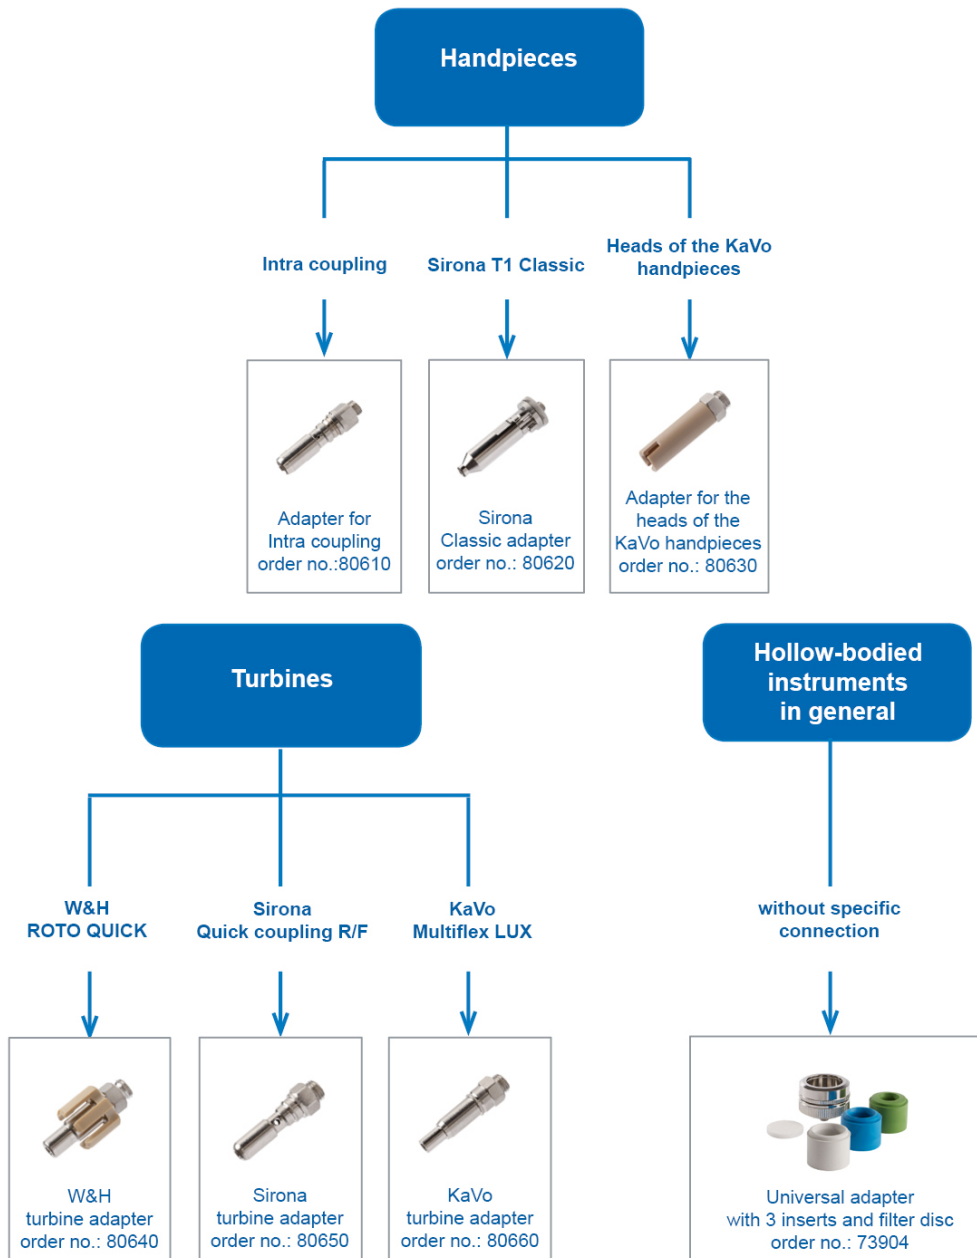 Handpieces
Intra coupling
Sirona T1 Classic
Heads of the KaVo
handpieces
Adapter for
Intra coupling
order no.:80610
Sirona
Classic adapter
order no.: 80620
Adapter for the
heads of the
KaVo handpieces
order no.: 80630
Turbines
Hollow-bodied
instruments
in general
W&H
ROTO QUICK
Sirona
Quick coupling R/F
KaVo
Multiflex LUX
without specific
connection
W&H
turbine adapter
order no.: 80640
Sirona
turbine adapter
order no.: 80650
KaVo
turbine adapter
order no.: 80660
Universal adapter
with 3 inserts and filter disc
order no.: 73904